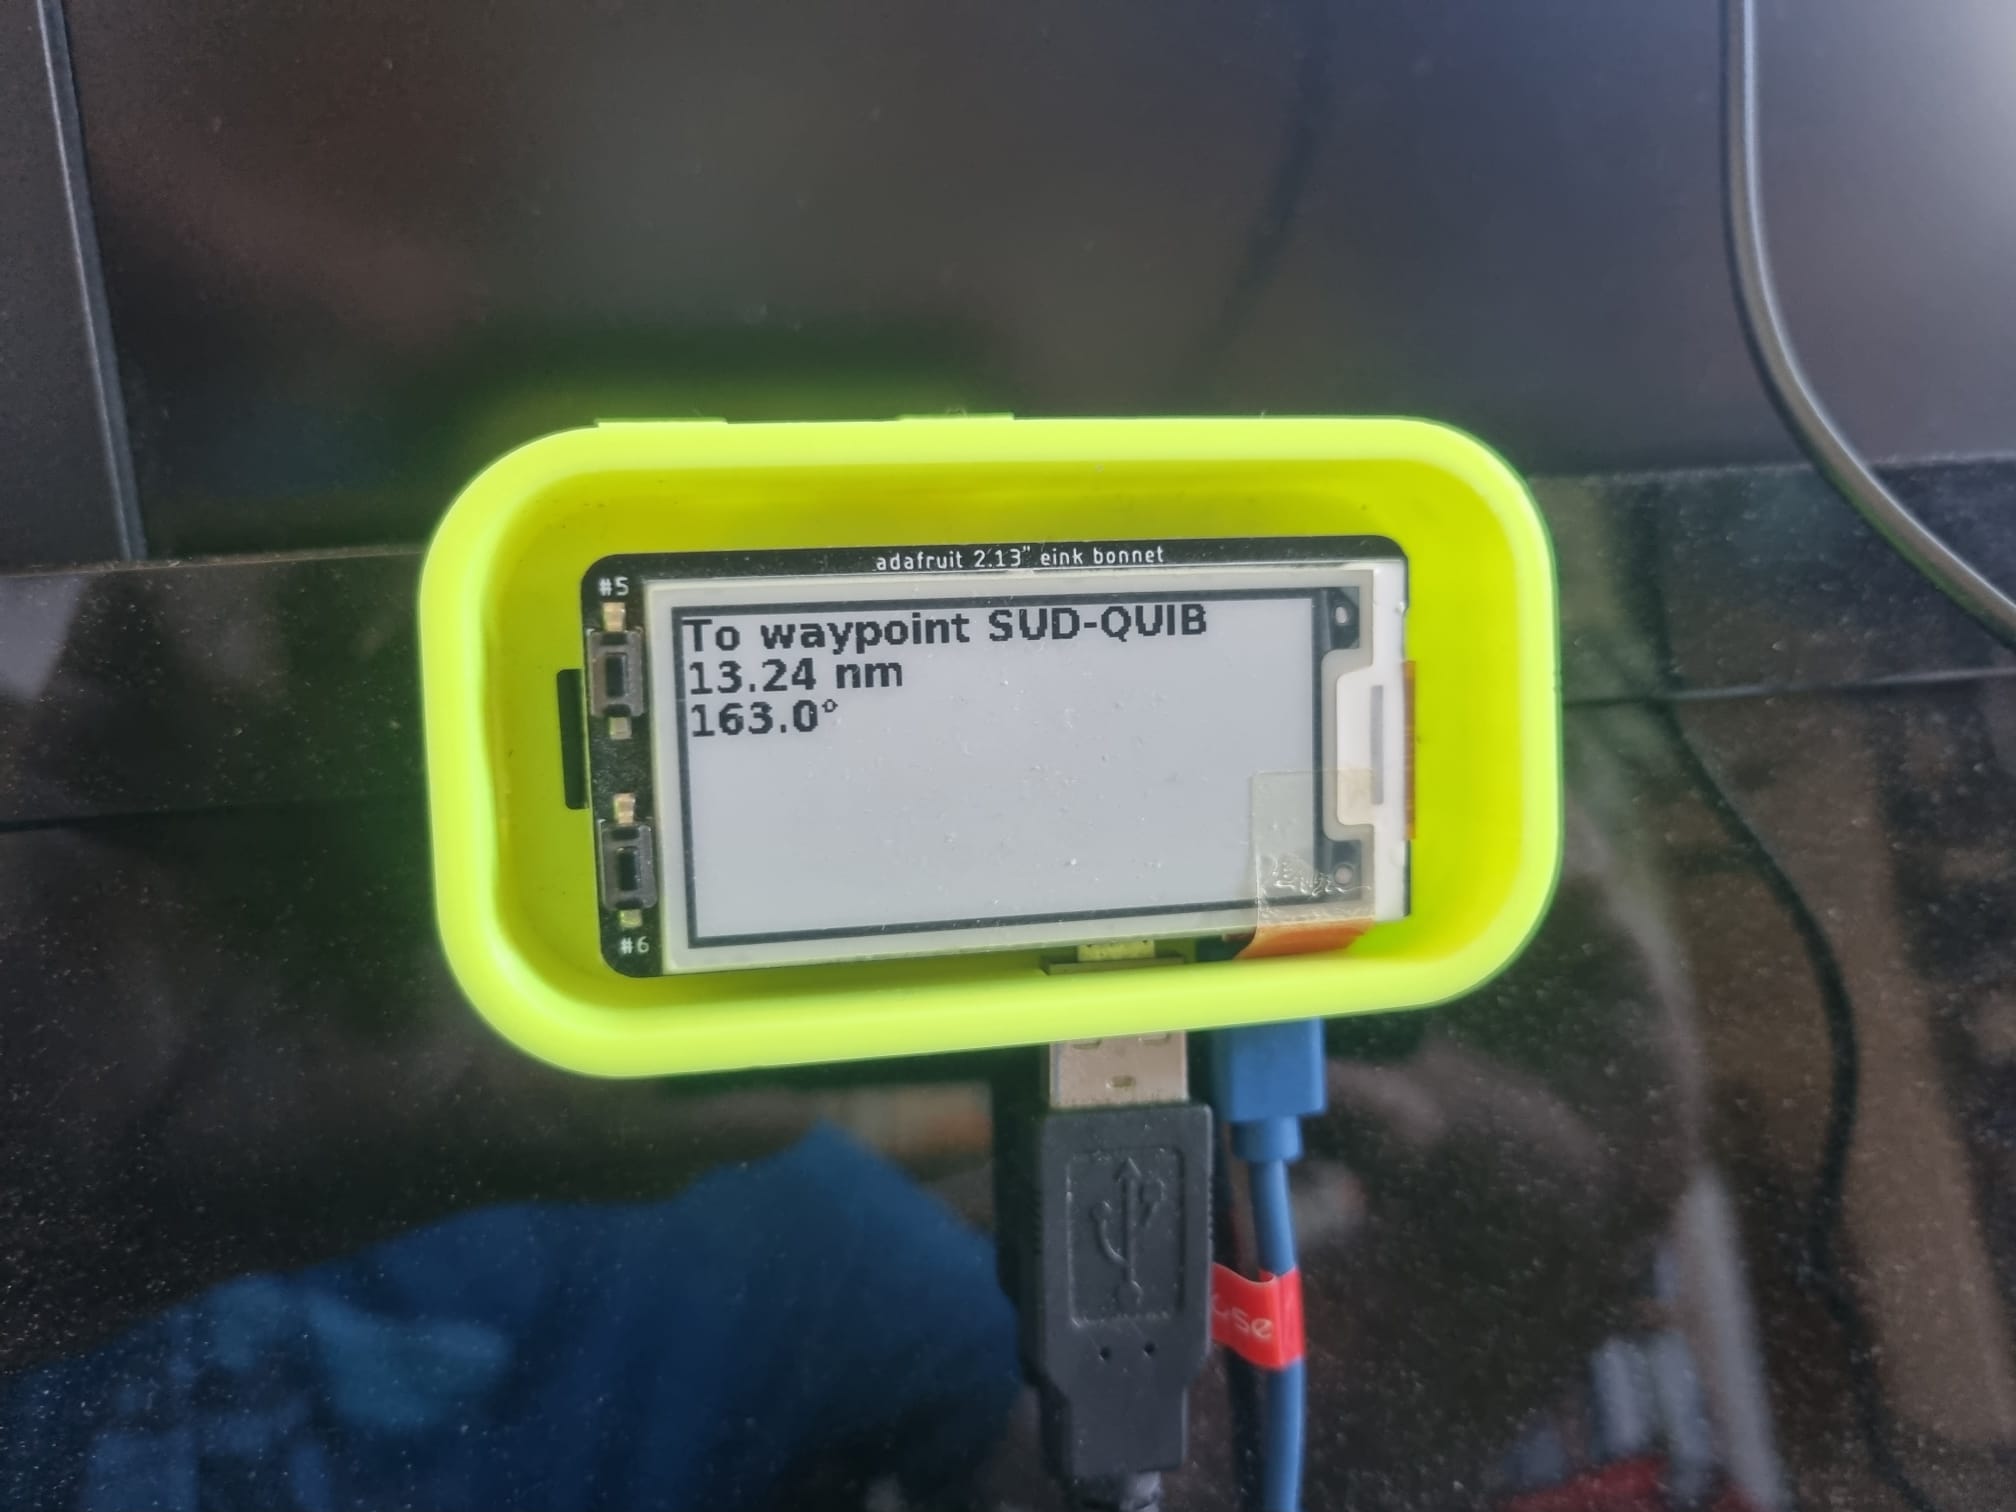 adafruit 2.13" eink bonnet
#5
To waypoint SUD-QUIB
13.24 nm
163.0°
#6